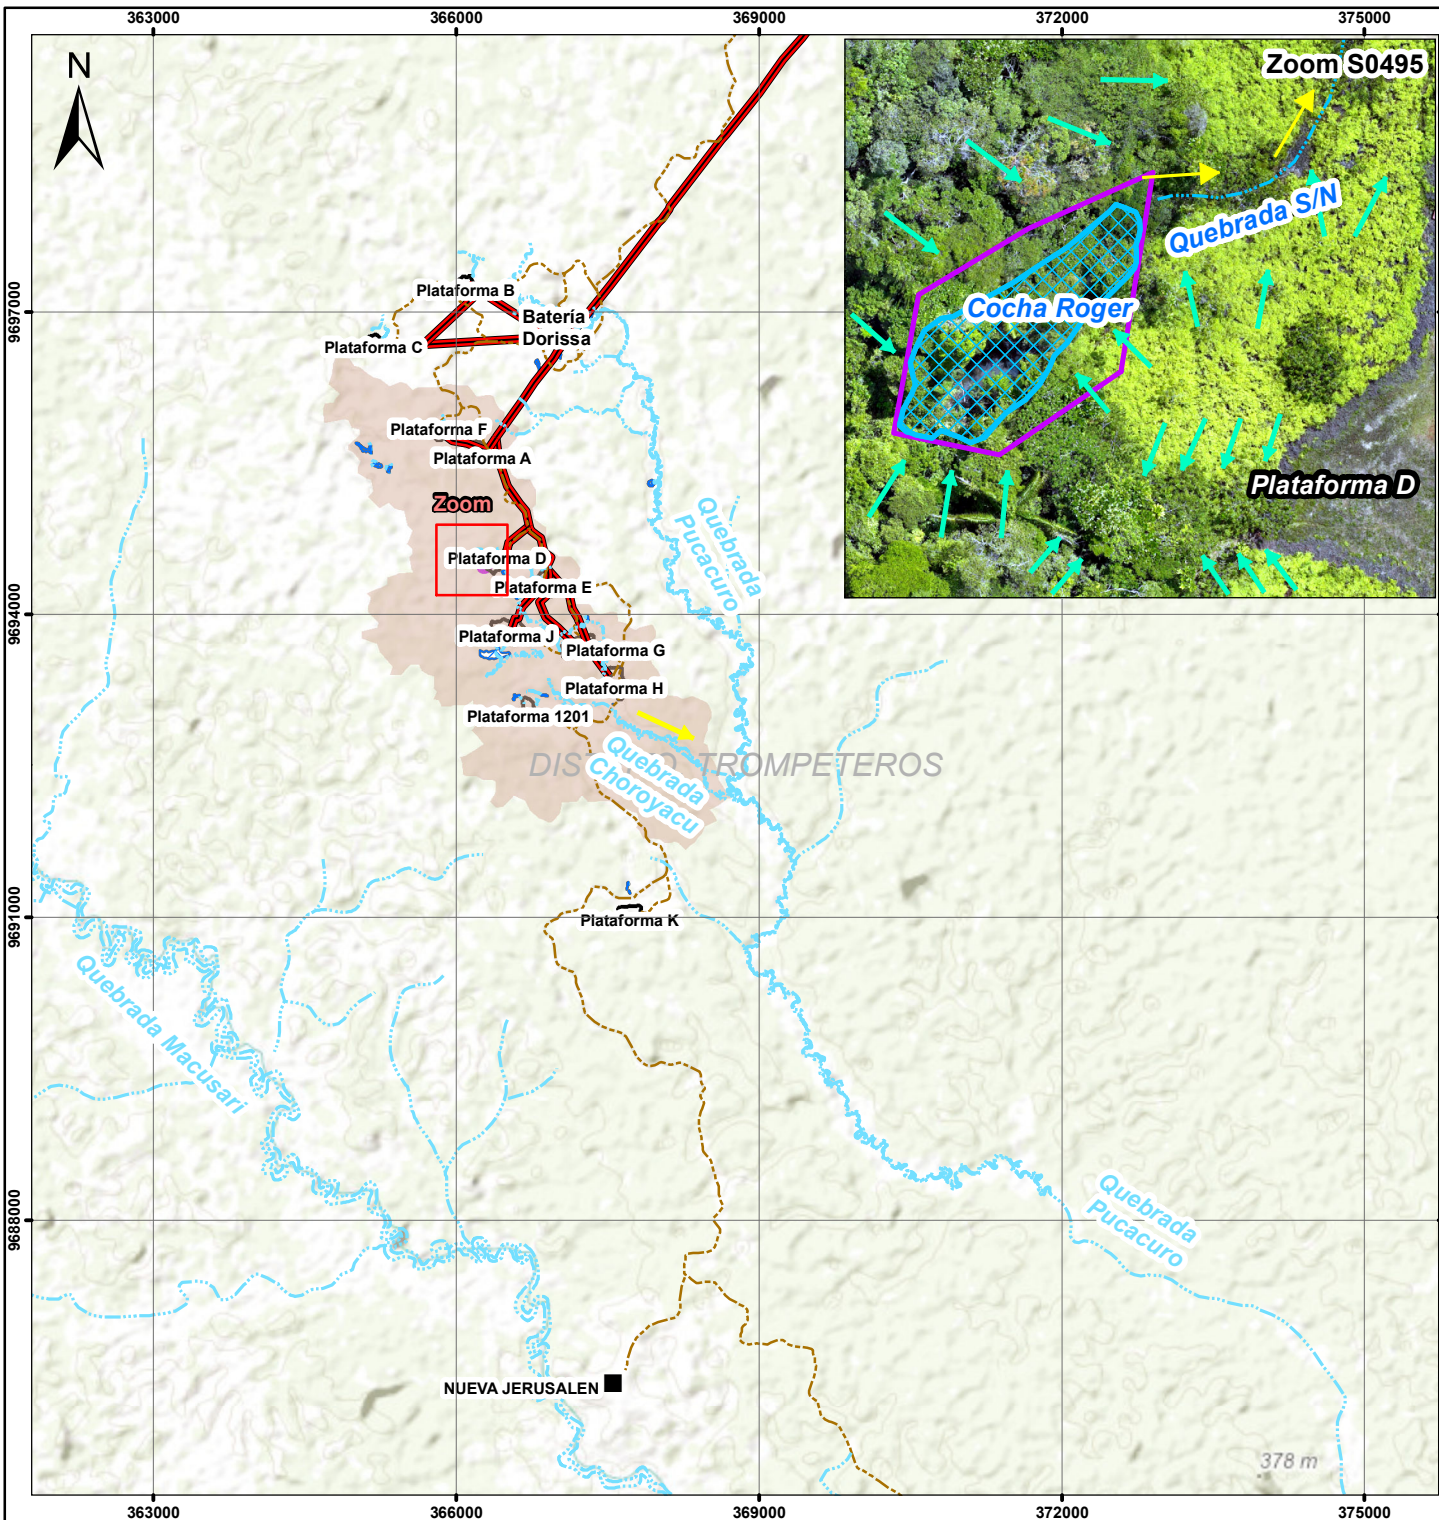 363000
366000
369000
372000
375000
N
Zoom S0495
Quebrada S/N
Cocha Roger
Plataforma D
9697000
Plataforma B
Batería
Dorissa
Plataforma C
Plataforma F
Plataforma A
Zoom
Quebrada
Pucacuro
Plataforma D
Plataforma E
9694000
Plataforma J
Plataforma G
Plataforma H
Plataforma 1201
Quebrada
Choroyacu
TROMPETEROS
9691000
Plataforma K
Quebrada Macusari
9688000
Quebrada
Pucacuro
NUEVA JERUSALEN
378 m
363000
366000
369000
372000
375000